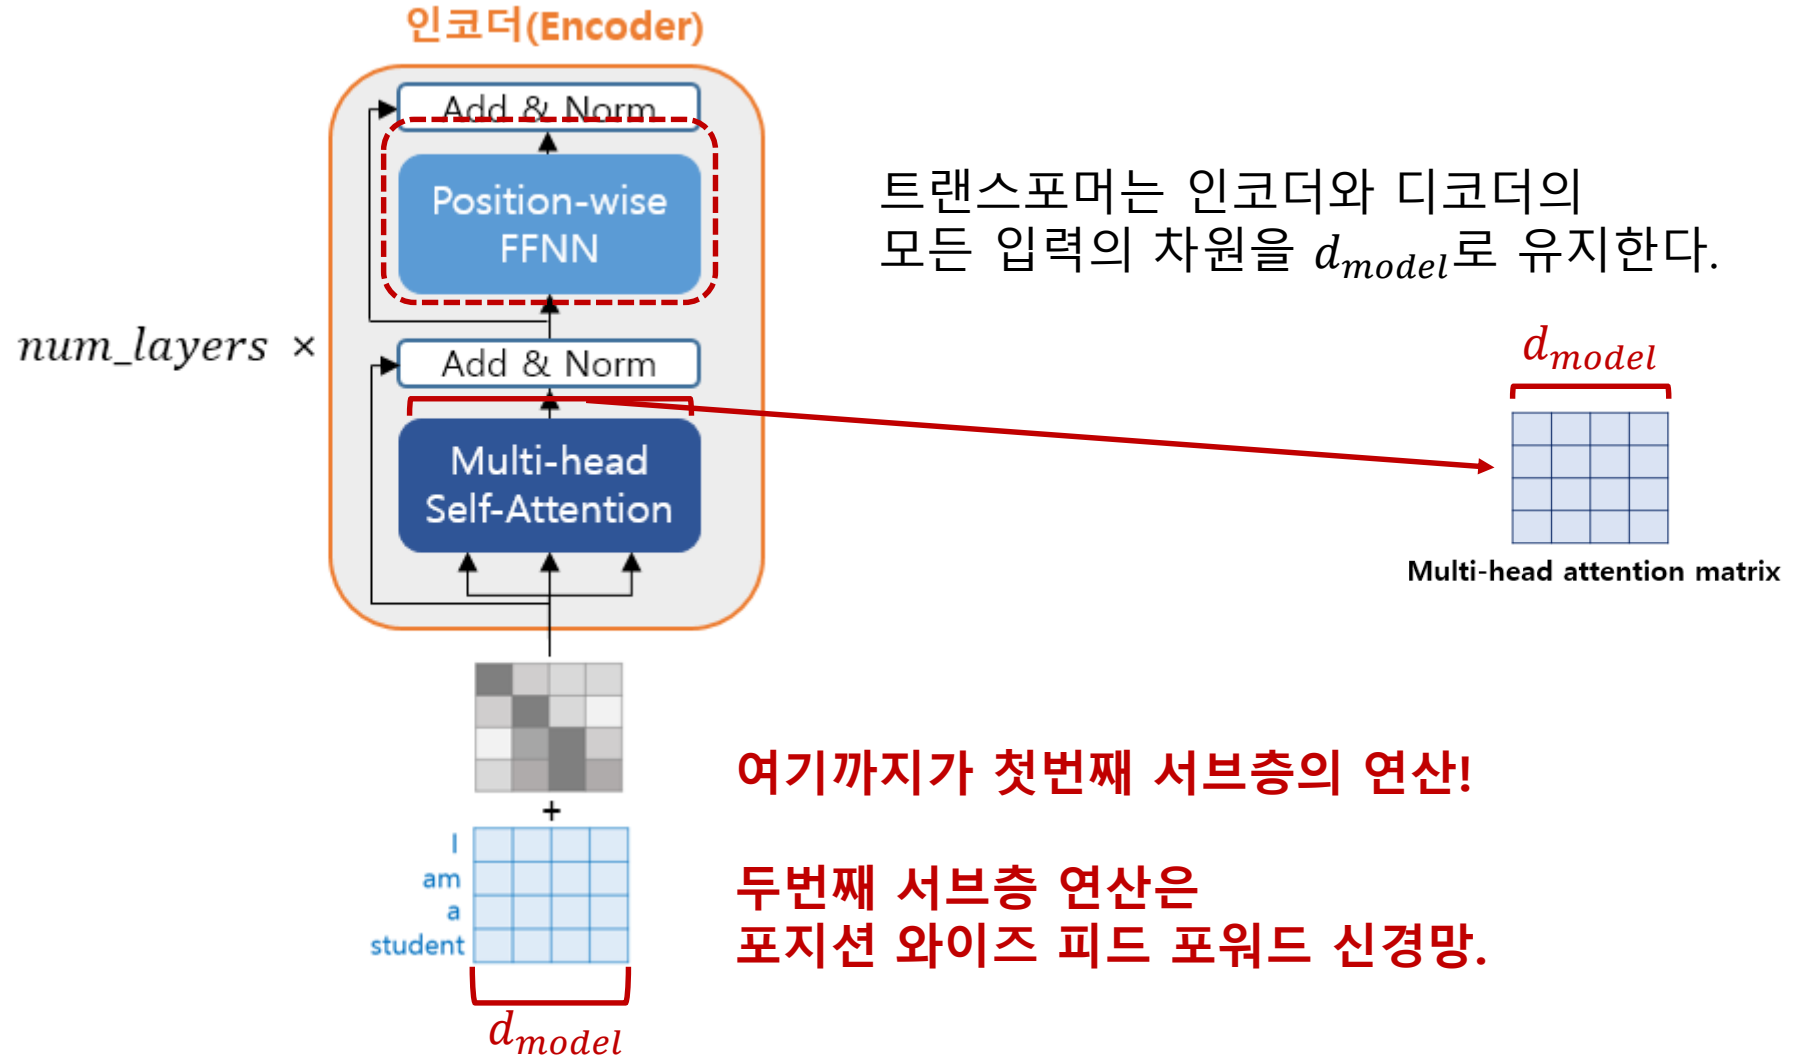 인코더(Encoder)
Add & Norm
Position-wise
FFNN
num_layers ×
Add & Norm
Multi-head
Self-Attention
트랜스포머는 인코더와 디코더의
모든 입력의 차원을 d_model로 유지한다.
d_model
Multi-head attention matrix
+
I
am
a
student
d_model
여기까지가 첫번째 서브층의 연산!
두번째 서브층 연산은
포지션 와이즈 피드 포워드 신경망.